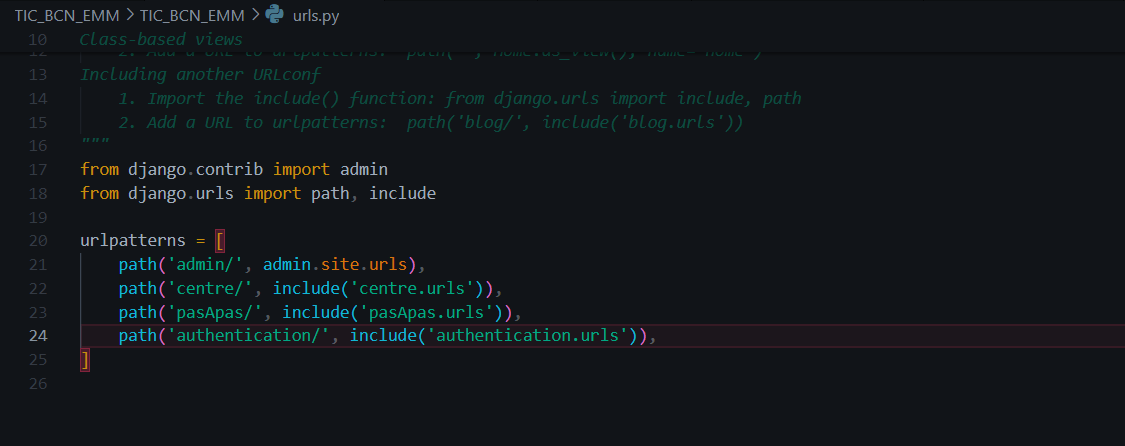 TIC_BCN_EMM > TIC_BCN_EMM > urls.py
10 Class-based views
13 Including another URLconf
14 1. Import the include() function: from django.urls import include, path
15 2. Add a URL to urlpatterns:  path('blog/', include('blog.urls'))
16 """
17 from django.contrib import admin
18 from django.urls import path, include
19
20 urlpatterns = [
21 path('admin/', admin.site.urls),
22 path('centre/', include('centre.urls')),
23 path('pasApas/', include('pasApas.urls')),
24 path('authentication/', include('authentication.urls')),
25 ]
26